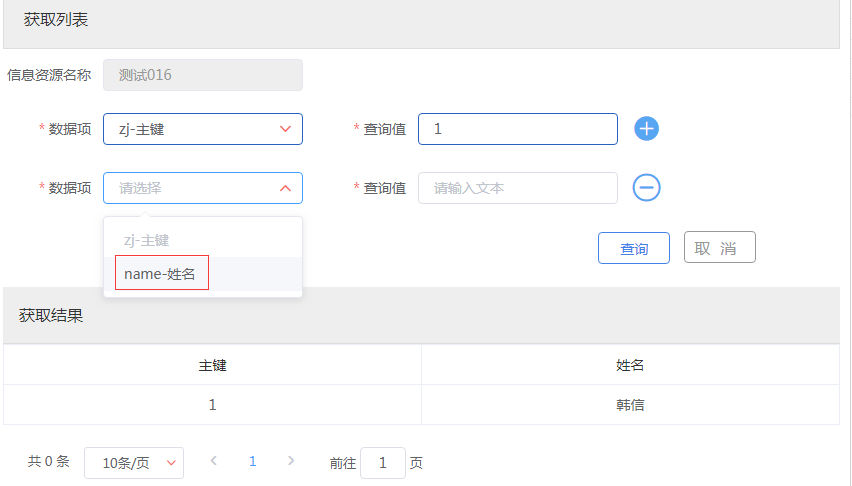 获取列表
信息资源名称 测试016
* 数据项 zj-主键 * 查询值 1
* 数据项 请选择 * 查询值 请输入文本
zj-主键
name-姓名
查询 取 消
获取结果
主键 姓名
1 韩信
共 0 条 10条/页 1 前往 1 页